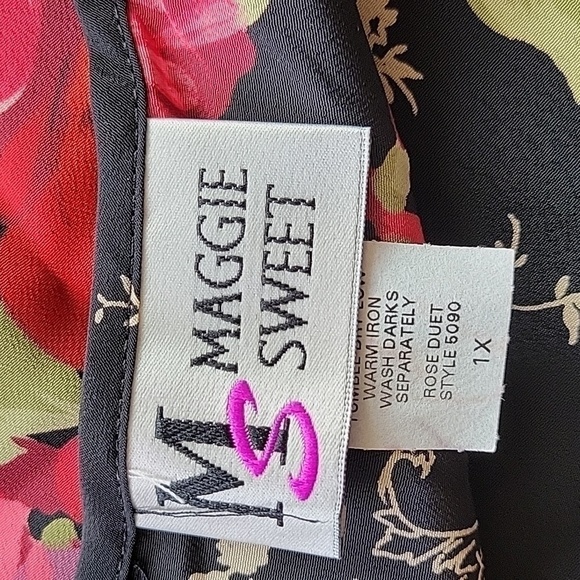 MS
MAGGIE
SWEET
TUMBLE DRY LOW
WARM IRON
WASH DARKS
SEPARATELY
ROSE DUET
STYLE 5090
1X